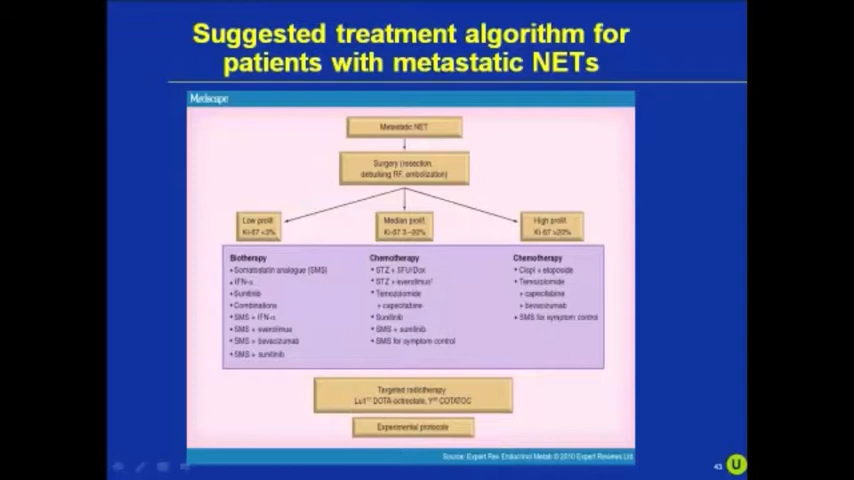 Suggested treatment algorithm for
patients with metastatic NETs
Medscape
Metastatic NET
Surgery (resection,
debulking RF, embolization)
Low prolif.
Ki-67 <3%
Median prolif.
Ki-67 3–20%
High prolif.
Ki-67 >20%
Biotherapy
• Somatostatin analogue (SMS)
• IFN-α
• Sunitinib
• Combinations
• SMS + IFN-α
• SMS + everolimus
• SMS + bevacizumab
• SMS + sunitinib
Chemotherapy
• STZ + 5FU/Dox
• STZ + everolimus
• Temozolomide
+ capecitabine
• Sunitinib
• SMS + sunitinib
• SMS for symptom control
Chemotherapy
• Cispl + etoposide
• Temozolomide
+ capecitabine
+ bevacizumab
• SMS for symptom control
Targeted radiotherapy
DOTA-octreotate,
Experimental protocols
Source: Expert Rev Endocrinol Metab © 2010 Expert Reviews Ltd
43
U